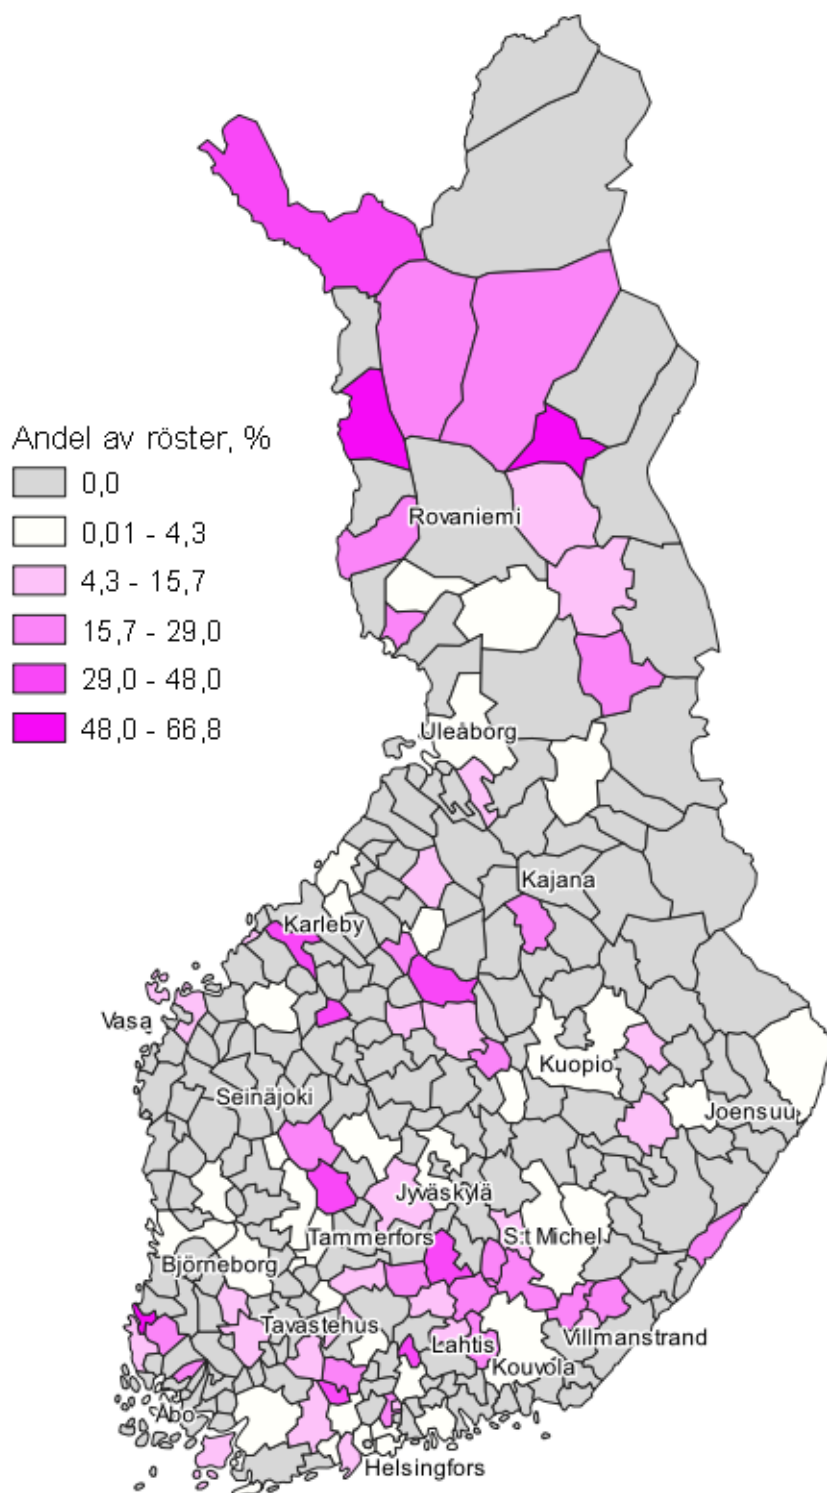 Andel av röster, %
0,0
0,01 - 4,3
4,3 - 15,7
15,7 - 29,0
29,0 - 48,0
48,0 - 66,8
Rovaniemi
Uleåborg
Kajana
Karleby
Vasa
Kuopio
Seinäjoki
Joensuu
Jyväskylä
Tammerfors
S:t Michel
Björneborg
Tavastehus
Lahtis
Villmanstrand
Kouvola
Åbo
Helsingfors